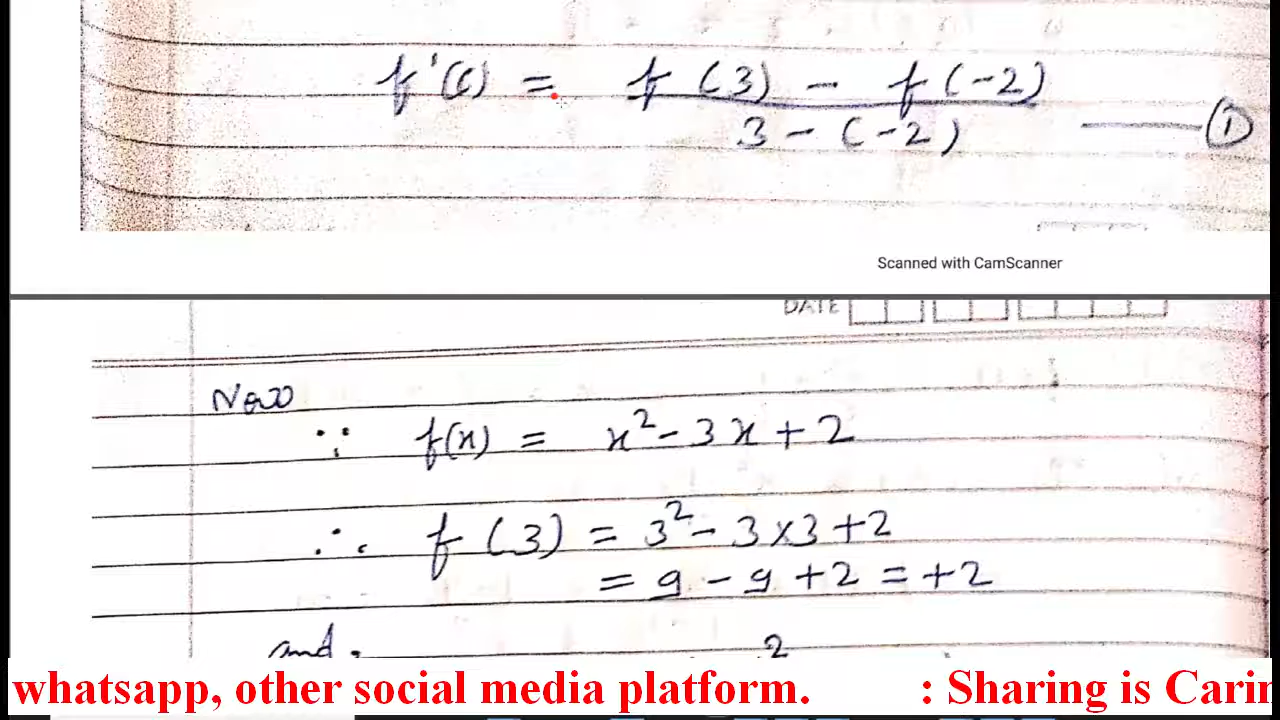 f'(c) = f(3) - f(-2)
3 - (-2) —— ①
Scanned with CamScanner
DATE
Now
∵ f(x) = x² - 3x + 2
∴ f(3) = 3² - 3×3 + 2
= 9 - 9 + 2 = +2
and
2
whatsapp, other social media platform. : Sharing is Carin